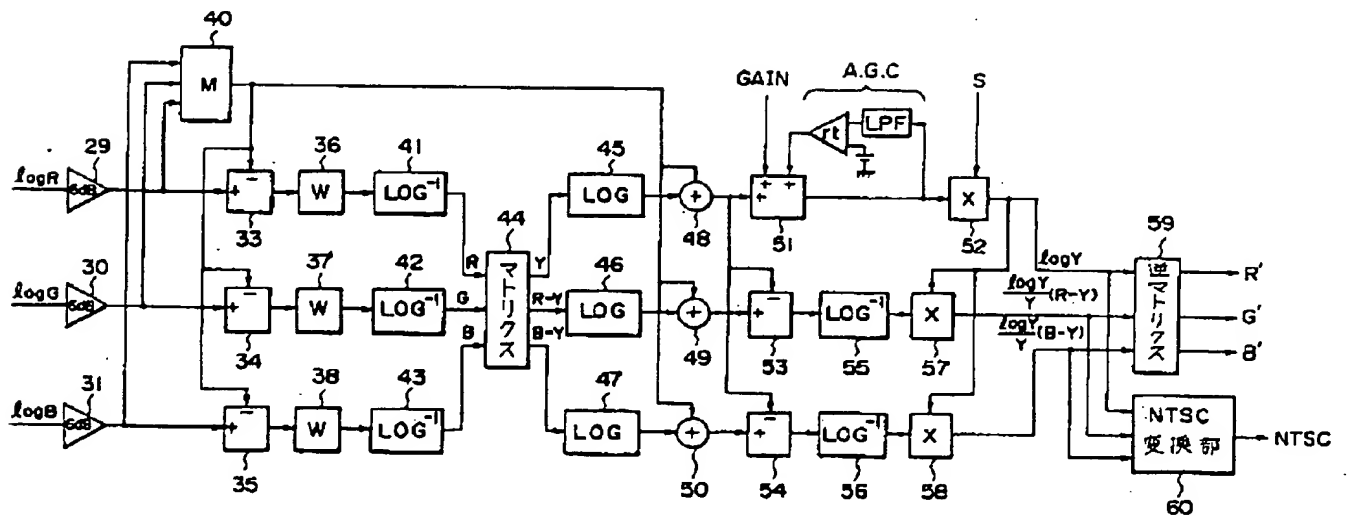 40
M
GAIN
A.G.C
S
rt
LPF
29
logR
6dB
33
36
W
41
LOG⁻¹
45
LOG
48
51
52
X
logY
59
逆マトリクス
R'
G'
B'
30
logG
6dB
34
37
W
42
LOG⁻¹
44
マトリクス
R
G
B
Y
R-Y
B-Y
46
LOG
49
53
55
LOG⁻¹
57
X
logY/Y (R-Y)
logY/Y (B-Y)
31
logB
6dB
35
38
W
43
LOG⁻¹
47
LOG
50
54
56
LOG⁻¹
58
X
NTSC
変換部
60
NTSC